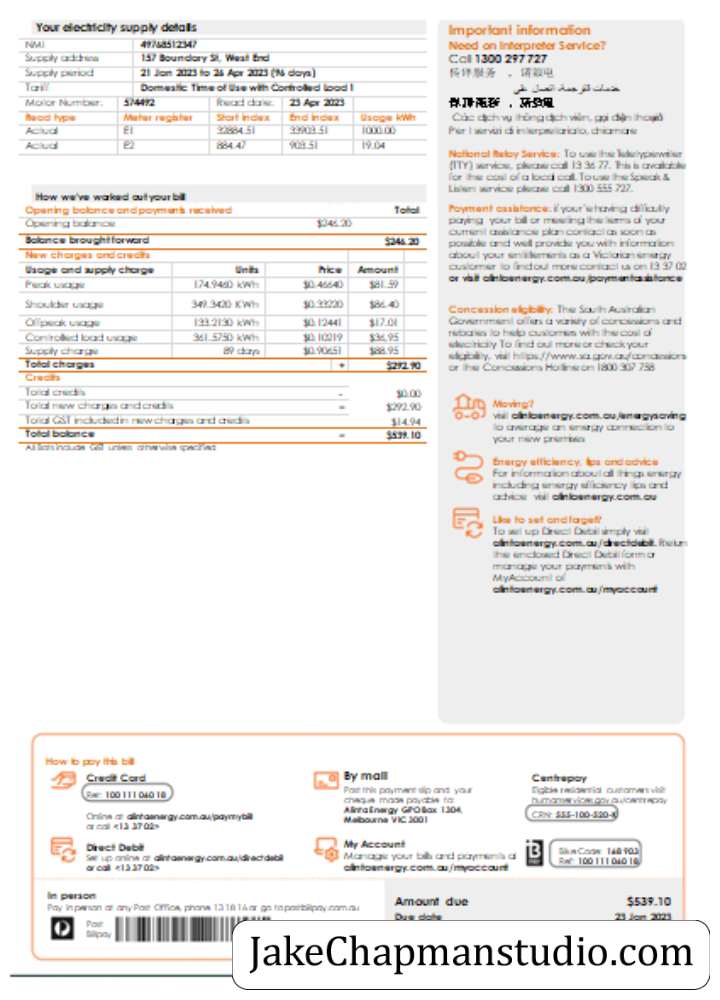 Your electricity supply details
NMI 49768512347
Supply address 157 Boundary St, West End
Supply period 21 Jan 2023 to 26 Apr 2023 (96 days)
Tariff Domestic Time of Use with Controlled Load 1
Motor Number: 574492 Read date: 23 Apr 2023
Read type Meter register Start index End index Usage kWh
Actual E1 32884.51 33903.51 1000.00
Actual E2 884.47 903.51 19.04
How we've worked out your bill
Opening balance and payments received Total
Opening balance $246.20
Balance brought forward $246.20
New charges and credits
Usage and supply charge Units Price Amount
Peak usage 174.9460 kWh $0.46640 $81.59
Shoulder usage 349.3420 KWh $0.33220 $86.40
Offpeak usage 133.2130 kWh $0.12441 $17.01
Controlled load usage 361.5750 kWh $0.10219 $36,95
Supply charge 89 days $0.90651 $88.95
Total charges + $292.90
Credits
Total credits - $0.00
Total new charges and credits = $292.90
Total GST included in new charges and credits $14.94
Total balance = $539.10
All Bats include GST unless otherwise specified
Important information
Need on Interpreter Service?
Call 1300 297 727
خدمات الترجمة، اتصل على
Các dịch vụ thông dịch viên, gọi điện thoại
Per I servizi di interpretariato, chiamare
National Relay Service: To use the Teletypewriter
(TTY) service, please call 13 36 77. This is available
for the cost of a local call. To use the Speak &
Listen service please call 1300 555 727.
Payment assistance: if your'e having difficulty
paying your bill or meeting the terms of your
current assistance plan contact as soon as
possible and well provide you with information
about your entitlements as a Victorian energy
customer to find out more contact us on 13 37 02
or visit alintaenergy.com.au/paymentassistance
Concession eligibility: The South Australian
Government offers a variety of concessions and
rebates to help customers with the cost of
electricity To find out more or check your
eligibility, visit https://www.sa.gov.au/concessions
or the Concessions Hotline on 1800 307 758
Moving?
visit alintaenergy.com.au/energysaving
to average an energy connection to
your new premises
Energy efficiency, tips and advice
For information about all things energy
including energy efficiency tips and
advice visit alintaenergy.com.au
Like to set and forget?
To set up Direct Debit simply visit
alintaenergy.com.au/directdebit. Return
the enclosed Direct Debit form or
manage your payments with
MyAccount of
alintaenergy.com.au/myaccount
How to pay this bill
Credit Card
Ref: 100 111 060 18
Online at alintaenergy.com.au/paymybill
or call <13 37 02>
Direct Debit
Set up online at alintaenergy.com.au/directdebit
or call <13 37 02>
By mail
Post this payment slip and your
cheque made payable to:
Alinta Energy GPO Box 1304,
Melbourne VIC 3001
My Account
Manage your bills and payments at
alintaenergy.com.au/myaccount
Centrepay
Eligible residential customers visit
humanservices.gov.au/centrepay
CRN: 555-100-520-K
Biller Code: 168 903
Ref: 100 111 060 18
In person
Pay in person at any Post Office, phone 13 18 16 or go to postbillpay.com.au
Post
Billpay
Amount due $539.10
Due date 23 Jan 2023
JakeChapmanstudio.com